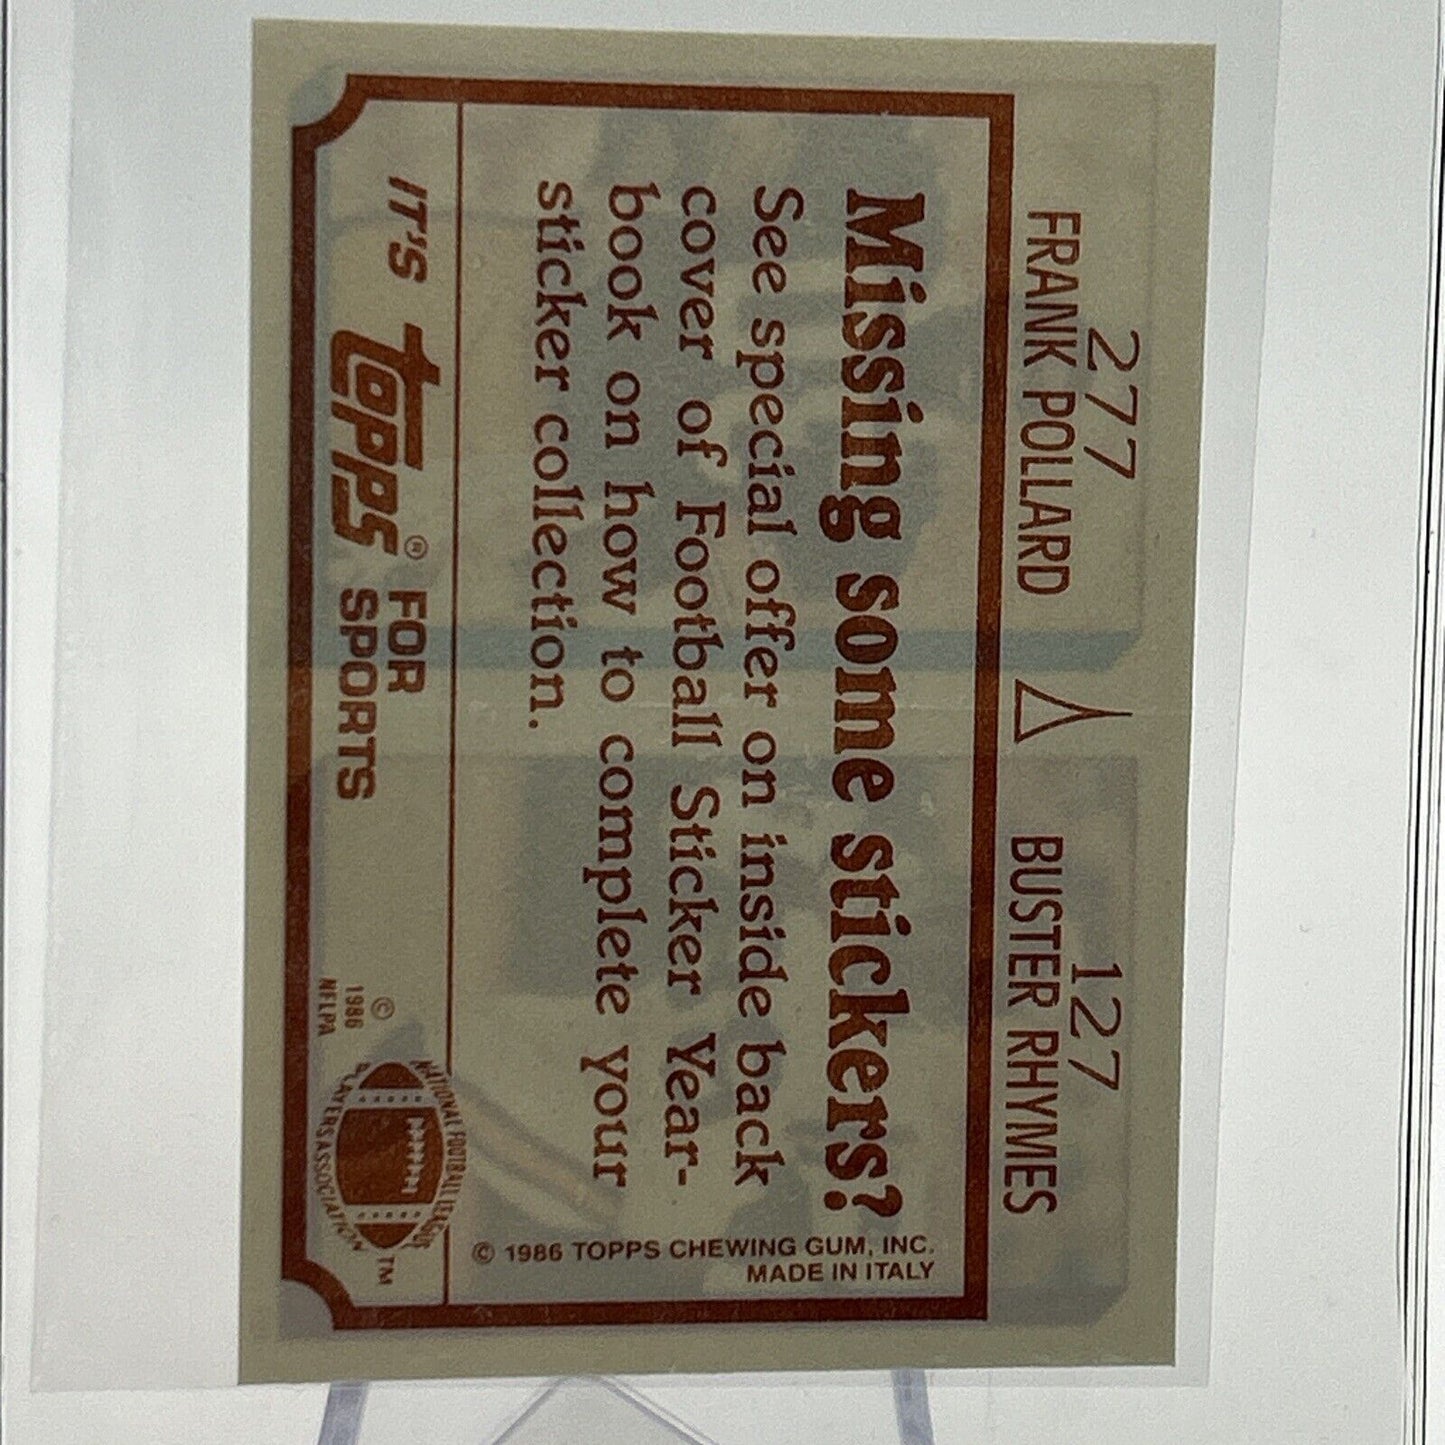 277 127
FRANK POLLARD BUSTER RHYMES
Missing some stickers?
See special offer on inside back
cover of Football Sticker Year-
book on how to complete your
sticker collection.
© 1986 TOPPS CHEWING GUM, INC.
MADE IN ITALY
IT'S Topps® FOR
SPORTS
©
1986
NFLPA
NATIONAL FOOTBALL LEAGUE
PLAYERS ASSOCIATION
TM